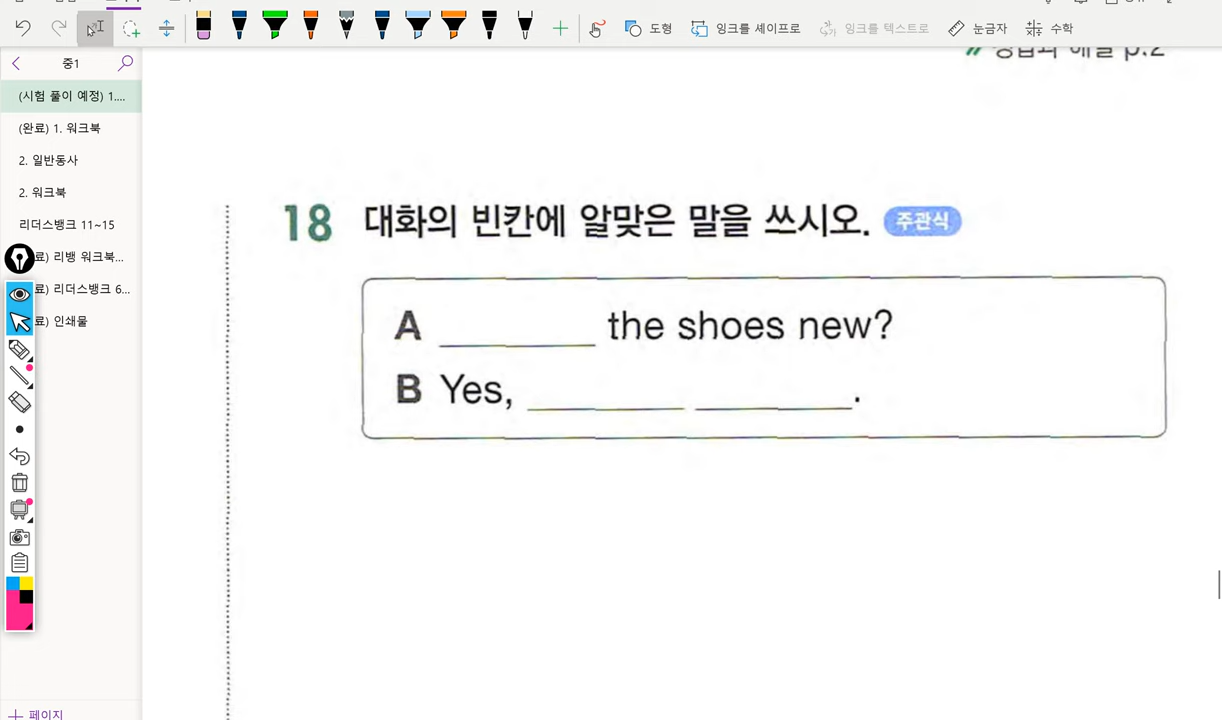 도형
잉크를 셰이프로
잉크를 텍스트로
눈금자
수학
중1
(시험 풀이 예정) 1....
(완료) 1. 워크북
2. 일반동사
2. 워크북
리더스뱅크 11~15
료) 리뱅 워크북...
료) 리더스뱅크 6...
료) 인쇄물
페이지
p.2
18 대화의 빈칸에 알맞은 말을 쓰시오. 주관식
A ________ the shoes new?
B Yes, ________ ________.